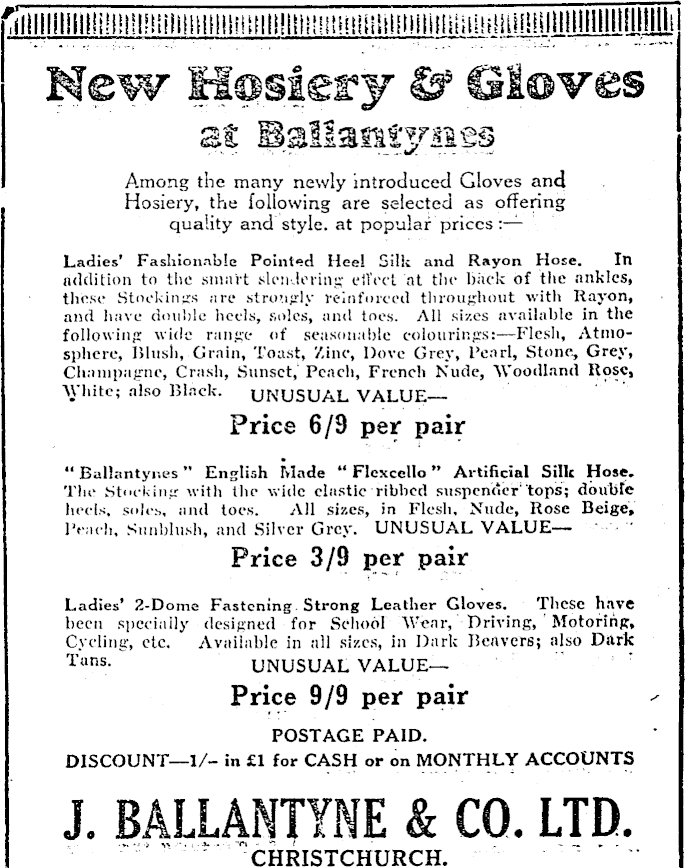 New Hosiery & Gloves
at Ballantynes
Among the many newly introduced Gloves and
Hosiery, the following are selected as offering
quality and style. at popular prices :—
Ladies' Fashionable Pointed Heel Silk and Rayon Hose. In
addition to the smart slendering effect at the back of the ankles,
these Stockings are strongly reinforced throughout with Rayon,
and have double heels, soles, and toes. All sizes available in the
following wide range of seasonable colourings:—Flesh, Atmo-
sphere, Blush, Grain, Toast, Zinc, Dove Grey, Pearl, Stone, Grey,
Champagne, Crash, Sunset, Peach, French Nude, Woodland Rose,
White; also Black. UNUSUAL VALUE—
Price 6/9 per pair
"Ballantynes" English Made "Flexcello" Artificial Silk Hose.
The Stocking with the wide elastic ribbed suspender tops; double
heels, soles, and toes. All sizes, in Flesh, Nude, Rose Beige,
Peach, Sunblush, and Silver Grey. UNUSUAL VALUE—
Price 3/9 per pair
Ladies' 2-Dome Fastening Strong Leather Gloves. These have
been specially designed for School Wear, Driving, Motoring,
Cycling, etc. Available in all sizes, in Dark Beavers; also Dark
Tans. UNUSUAL VALUE—
Price 9/9 per pair
POSTAGE PAID.
DISCOUNT—1/- in £1 for CASH or on MONTHLY ACCOUNTS
J. BALLANTYNE & CO. LTD.
CHRISTCHURCH.